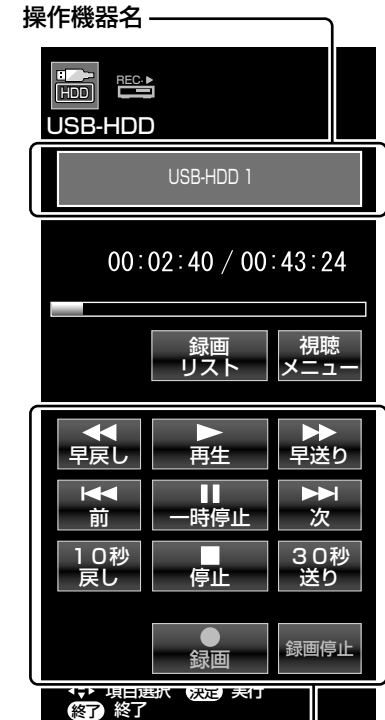 操作機器名
HDD
REC
USB-HDD
USB-HDD 1
00:02:40 / 00:43:24
録画
リスト
視聴
メニュー
早戻し
再生
早送り
前
一時停止
次
10秒
戻し
停止
30秒
送り
録画
録画停止
項目選択 決定 実行
終了 終了